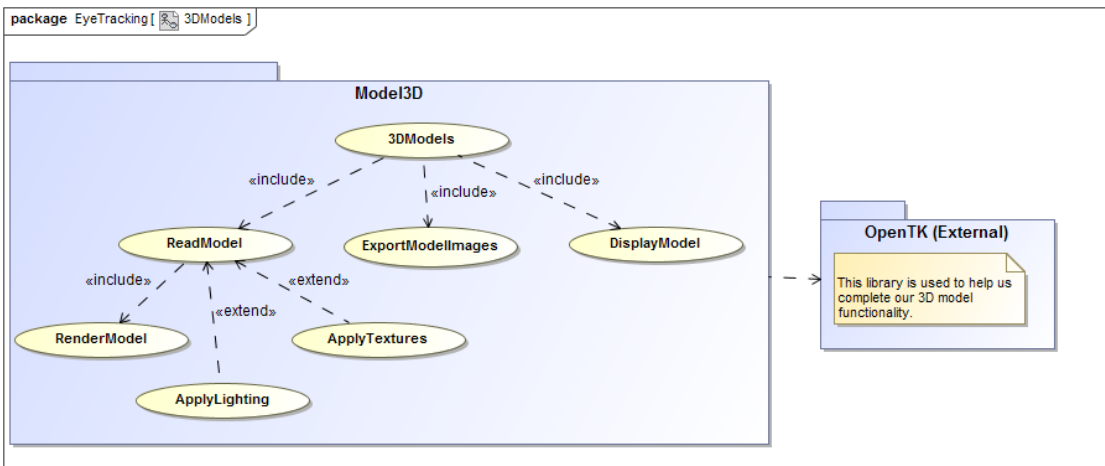 package EyeTracking [ 3DModels ]
Model3D
3DModels
«include»
«include»
«include»
ReadModel
ExportModelImages
DisplayModel
OpenTK (External)
This library is used to help us
complete our 3D model
functionality.
«include»
«extend»
«extend»
RenderModel
ApplyTextures
ApplyLighting